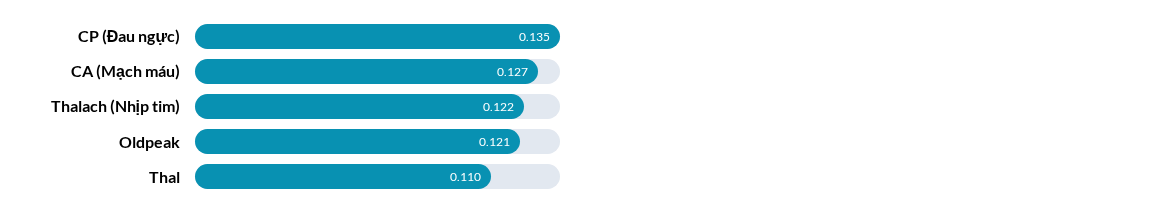 CP (Đau ngực) 0.135
CA (Mạch máu) 0.127
Thalach (Nhịp tim) 0.122
Oldpeak 0.121
Thal 0.110